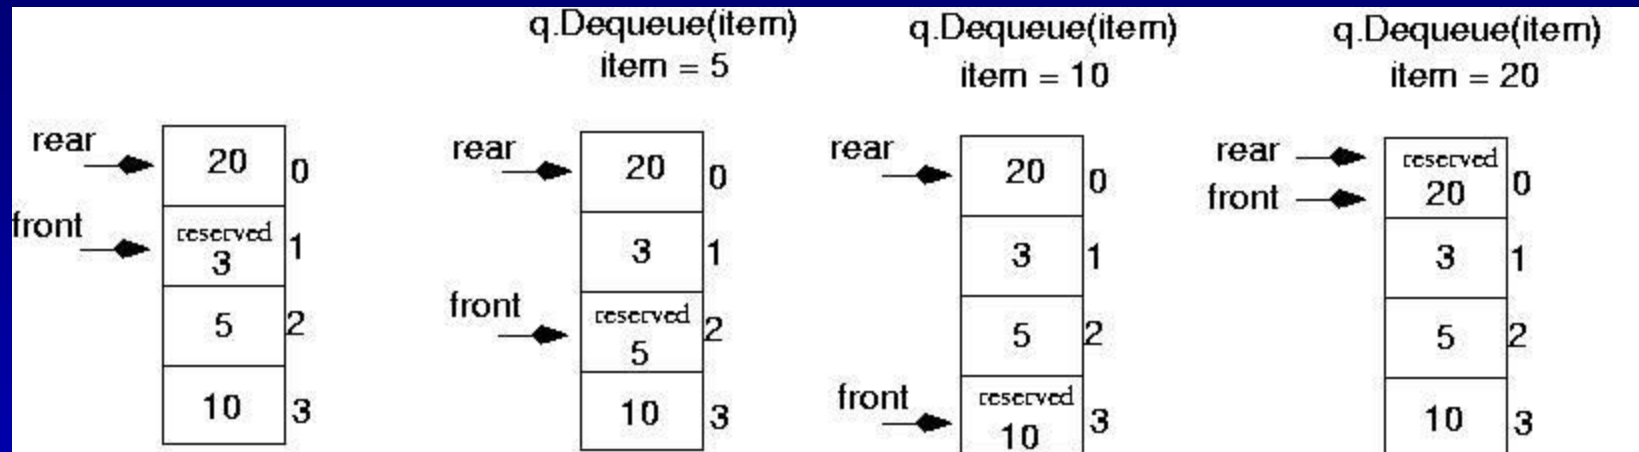 q.Dequeue(item)
item = 5
q.Dequeue(item)
item = 10
q.Dequeue(item)
item = 20
rear
20
0
front
reserved
3
1
5
2
10
3
rear
20
0
3
1
front
reserved
5
2
10
3
rear
20
0
3
1
5
2
front
reserved
10
3
rear
front
reserved
20
0
3
1
5
2
10
3